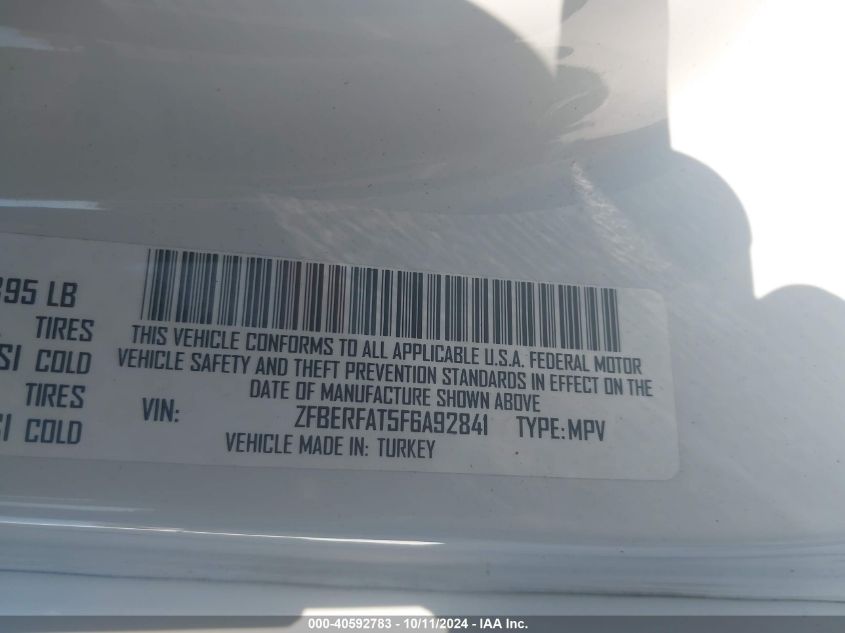 395 LB
TIRES
SI COLD
TIRES
SI COLD
THIS VEHICLE CONFORMS TO ALL APPLICABLE U.S.A. FEDERAL MOTOR
VEHICLE SAFETY AND THEFT PREVENTION STANDARDS IN EFFECT ON THE
DATE OF MANUFACTURE SHOWN ABOVE
VIN: ZFBERFAT5F6A92841 TYPE: MPV
VEHICLE MADE IN: TURKEY
000-40592783 - 10/11/2024 - IAA Inc.